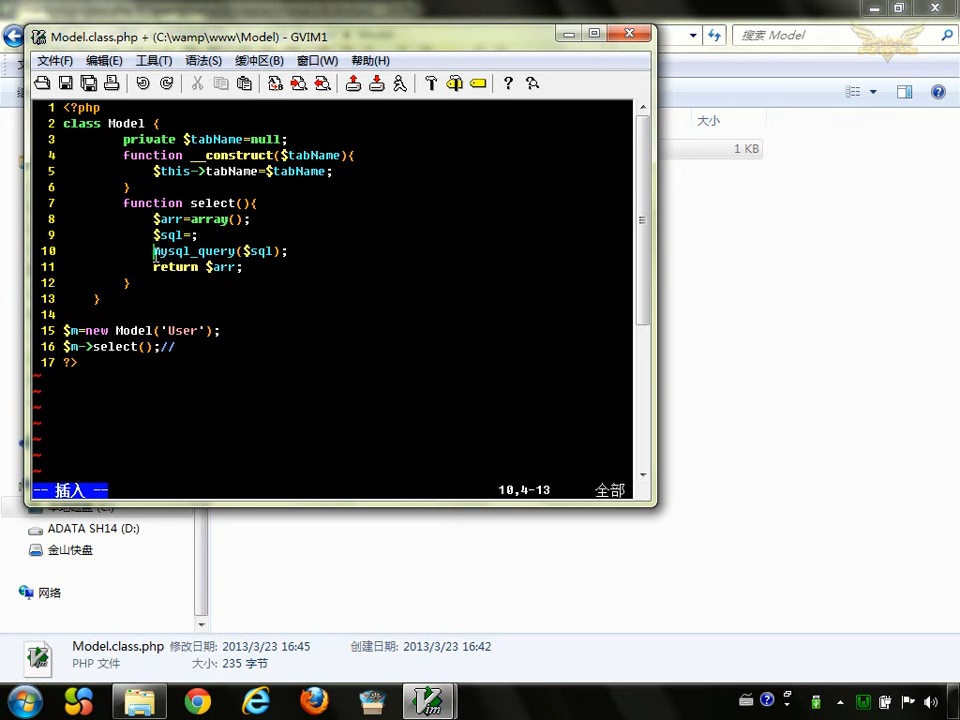 Model.class.php + (C:\wamp\www\Model) - GVIM1
搜索 Model
文件(F) 编辑(E) 工具(T) 语法(S) 缓冲区(B) 窗口(W) 帮助(H)
大小
1 KB
1 <?php
2 class Model {
3 private $tabName=null;
4 function __construct($tabName){
5 $this->tabName=$tabName;
6 }
7 function select(){
8 $arr=array();
9 $sql=;
10 mysql_query($sql);
11 return $arr;
12 }
13 }
14
15 $m=new Model('User');
16 $m->select();//
17 ?>
~
~
~
~
~
~
~
-- 插入 -- 10,4-13 全部
ADATA SH14 (D:)
金山快盘
网络
Model.class.php 修改日期: 2013/3/23 16:45 创建日期: 2013/3/23 16:42
PHP 文件 大小: 235 字节